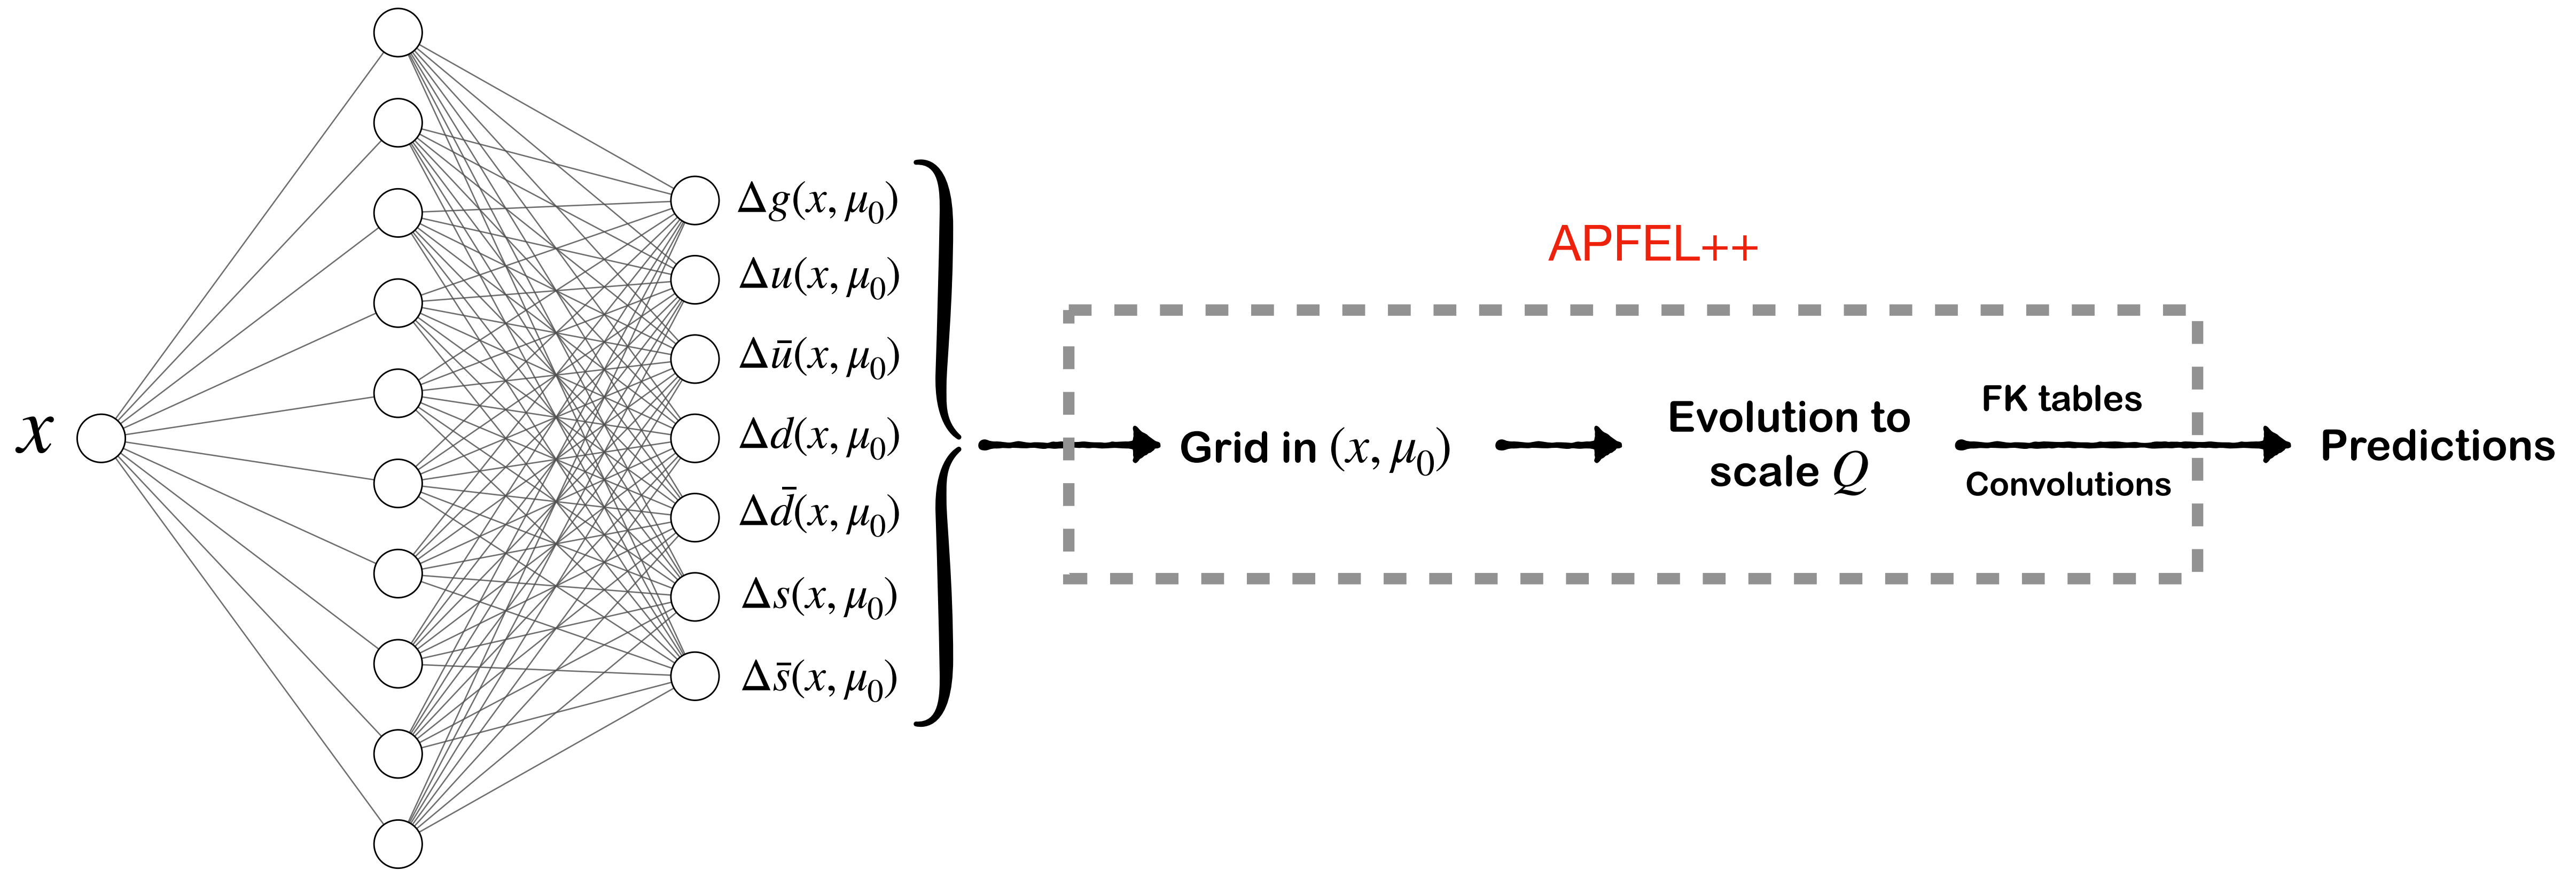 x
Δg(x, μ₀)
Δu(x, μ₀)
Δū(x, μ₀)
Δd(x, μ₀)
Δd̄(x, μ₀)
Δs(x, μ₀)
Δs̄(x, μ₀)
APFEL++
Grid in (x, μ₀)
Evolution to
scale Q
FK tables
Convolutions
Predictions